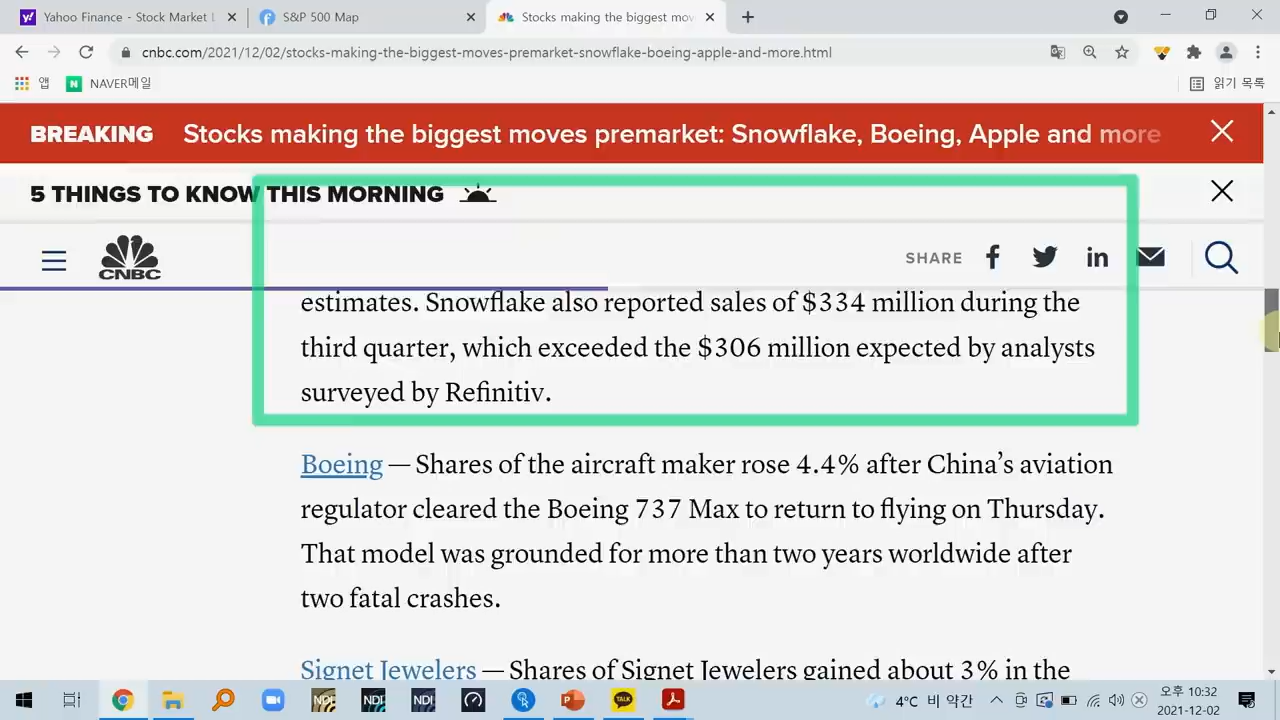 Yahoo Finance - Stock Market L
S&P 500 Map
Stocks making the biggest mov
cnbc.com/2021/12/02/stocks-making-the-biggest-moves-premarket-snowflake-boeing-apple-and-more.html
앱 NAVER메일 읽기 목록
BREAKING Stocks making the biggest moves premarket: Snowflake, Boeing, Apple and more
5 THINGS TO KNOW THIS MORNING
CNBC SHARE
estimates. Snowflake also reported sales of $334 million during the
third quarter, which exceeded the $306 million expected by analysts
surveyed by Refinitiv.
Boeing — Shares of the aircraft maker rose 4.4% after China’s aviation
regulator cleared the Boeing 737 Max to return to flying on Thursday.
That model was grounded for more than two years worldwide after
two fatal crashes.
Signet Jewelers — Shares of Signet Jewelers gained about 3% in the
4°C 비 약간
오후 10:32
2021-12-02